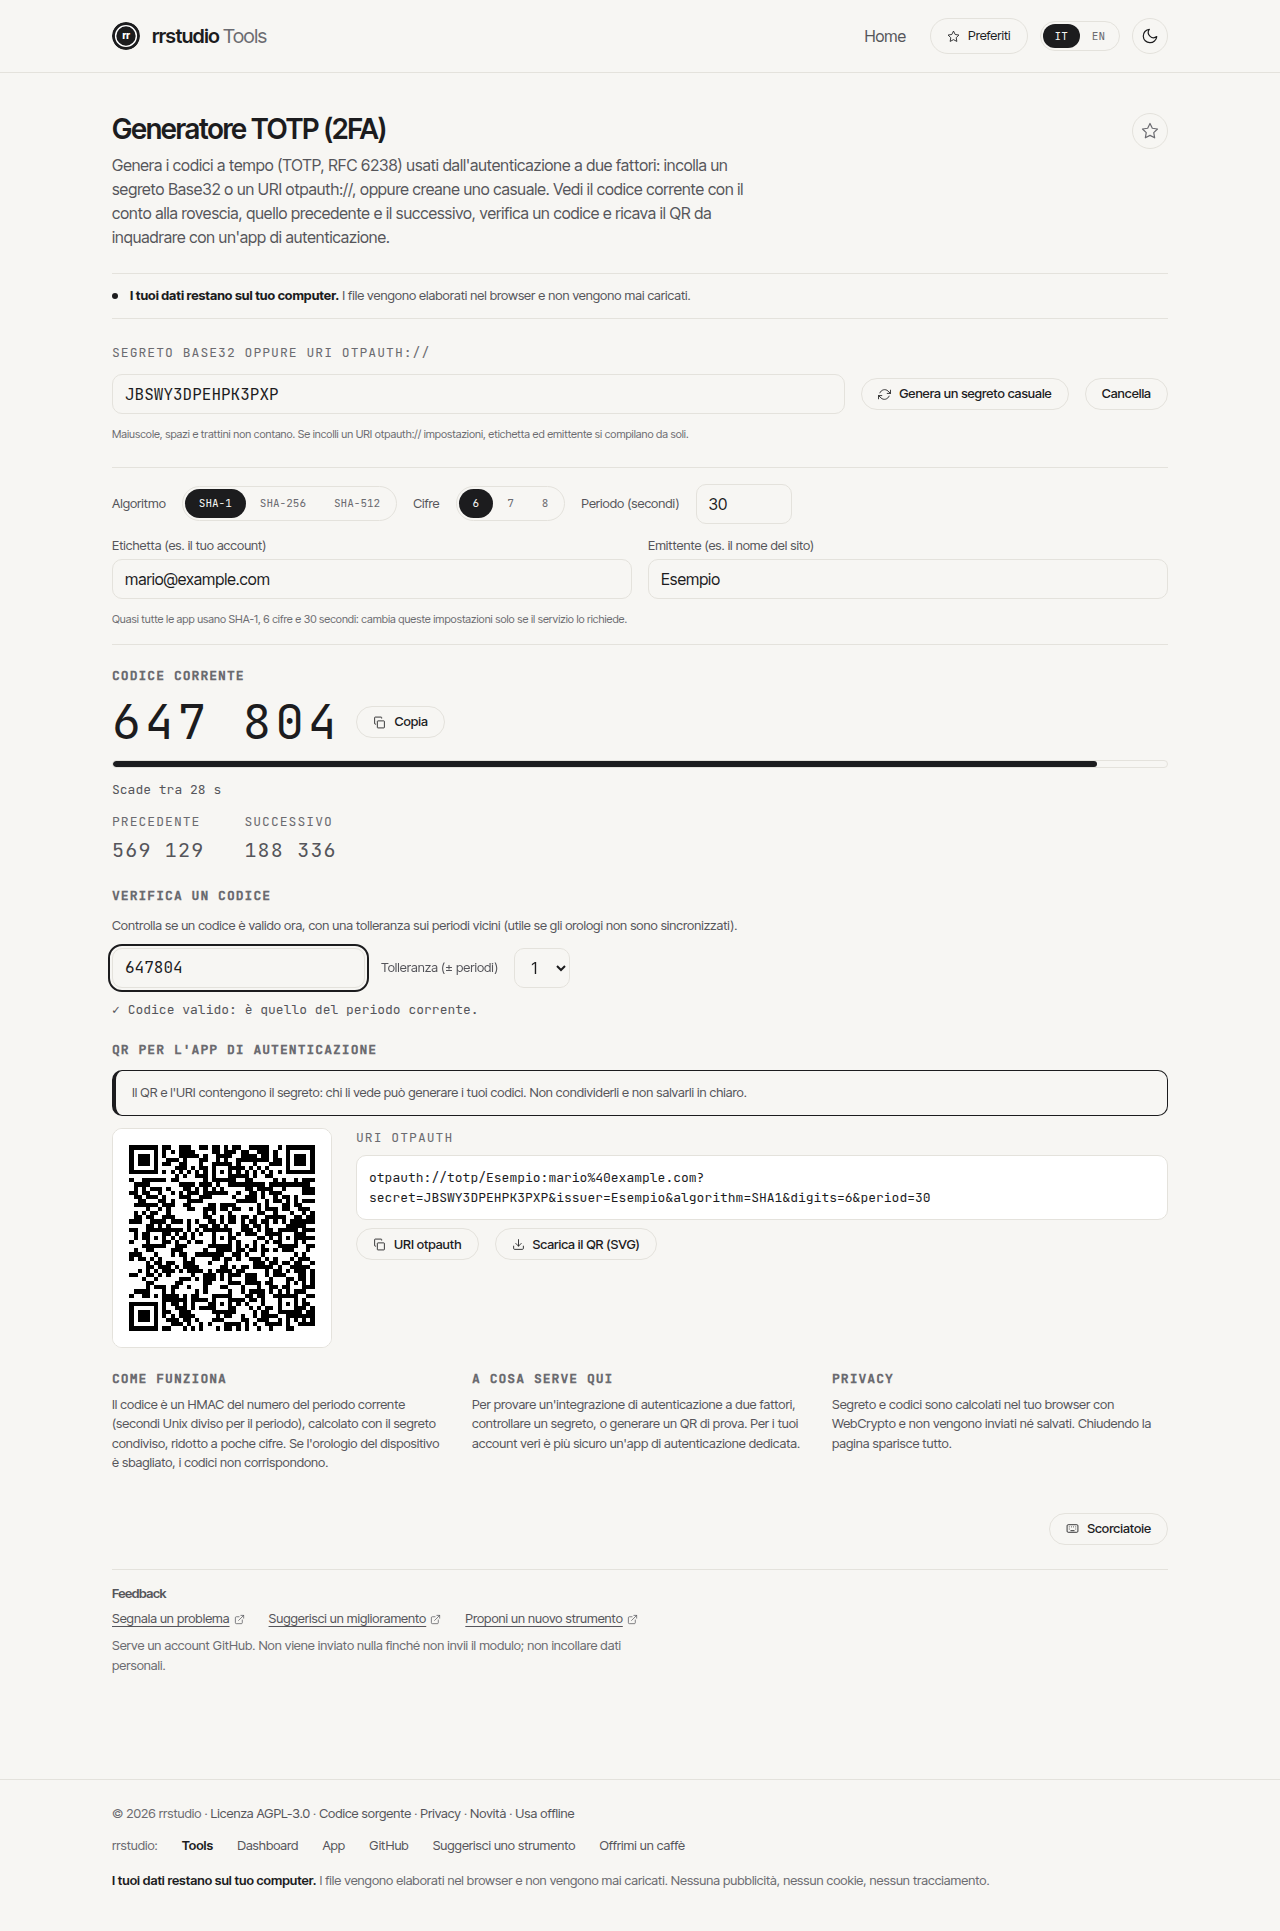 rr rrstudio Tools
Home
Preferiti
IT EN
Generatore TOTP (2FA)
Genera i codici a tempo (TOTP, RFC 6238) usati dall'autenticazione a due fattori: incolla un
segreto Base32 o un URI otpauth://, oppure creane uno casuale. Vedi il codice corrente con il
conto alla rovescia, quello precedente e il successivo, verifica un codice e ricava il QR da
inquadrare con un'app di autenticazione.
I tuoi dati restano sul tuo computer. I file vengono elaborati nel browser e non vengono mai caricati.
SEGRETO BASE32 OPPURE URI OTPAUTH://
JBSWY3DPEHPK3PXP
Genera un segreto casuale
Cancella
Maiuscole, spazi e trattini non contano. Se incolli un URI otpauth:// impostazioni, etichetta ed emittente si compilano da soli.
Algoritmo SHA-1 SHA-256 SHA-512 Cifre 6 7 8 Periodo (secondi) 30
Etichetta (es. il tuo account)
Emittente (es. il nome del sito)
mario@example.com
Esempio
Quasi tutte le app usano SHA-1, 6 cifre e 30 secondi: cambia queste impostazioni solo se il servizio lo richiede.
CODICE CORRENTE
647 804
Copia
Scade tra 28 s
PRECEDENTE SUCCESSIVO
569 129 188 336
VERIFICA UN CODICE
Controlla se un codice è valido ora, con una tolleranza sui periodi vicini (utile se gli orologi non sono sincronizzati).
647804
Tolleranza (± periodi) 1
✓ Codice valido: è quello del periodo corrente.
QR PER L'APP DI AUTENTICAZIONE
Il QR e l'URI contengono il segreto: chi li vede può generare i tuoi codici. Non condividerli e non salvarli in chiaro.
URI OTPAUTH
otpauth://totp/Esempio:mario%40example.com?
secret=JBSWY3DPEHPK3PXP&issuer=Esempio&algorithm=SHA1&digits=6&period=30
URI otpauth
Scarica il QR (SVG)
COME FUNZIONA
Il codice è un HMAC del numero del periodo corrente
(secondi Unix diviso per il periodo), calcolato con il segreto
condiviso, ridotto a poche cifre. Se l'orologio del dispositivo
è sbagliato, i codici non corrispondono.
A COSA SERVE QUI
Per provare un'integrazione di autenticazione a due fattori,
controllare un segreto, o generare un QR di prova. Per i tuoi
account veri è più sicuro un'app di autenticazione dedicata.
PRIVACY
Segreto e codici sono calcolati nel tuo browser con
WebCrypto e non vengono inviati né salvati. Chiudendo la
pagina sparisce tutto.
Scorciatoie
Feedback
Segnala un problema
Suggerisci un miglioramento
Proponi un nuovo strumento
Serve un account GitHub. Non viene inviato nulla finché non invii il modulo; non incollare dati
personali.
© 2026 rrstudio · Licenza AGPL-3.0 · Codice sorgente · Privacy · Novità · Usa offline
rrstudio: Tools Dashboard App GitHub Suggerisci uno strumento Offrimi un caffè
I tuoi dati restano sul tuo computer. I file vengono elaborati nel browser e non vengono mai caricati. Nessuna pubblicità, nessun cookie, nessun tracciamento.